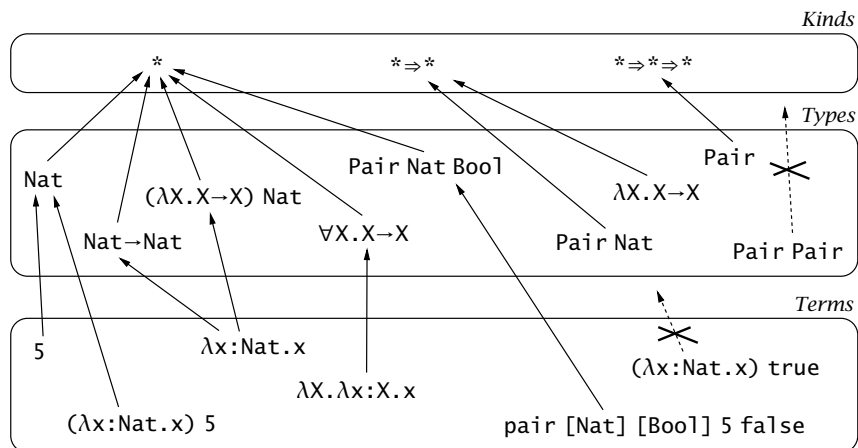 Kinds
* *⇒* *⇒*⇒*
Types
Nat
(λX.X→X) Nat
Pair Nat Bool
λX.X→X
Pair
Nat→Nat
∀X.X→X
Pair Nat
Pair Pair
Terms
5
λx:Nat.x
(λx:Nat.x) true
λX.λx:X.x
(λx:Nat.x) 5
pair [Nat] [Bool] 5 false